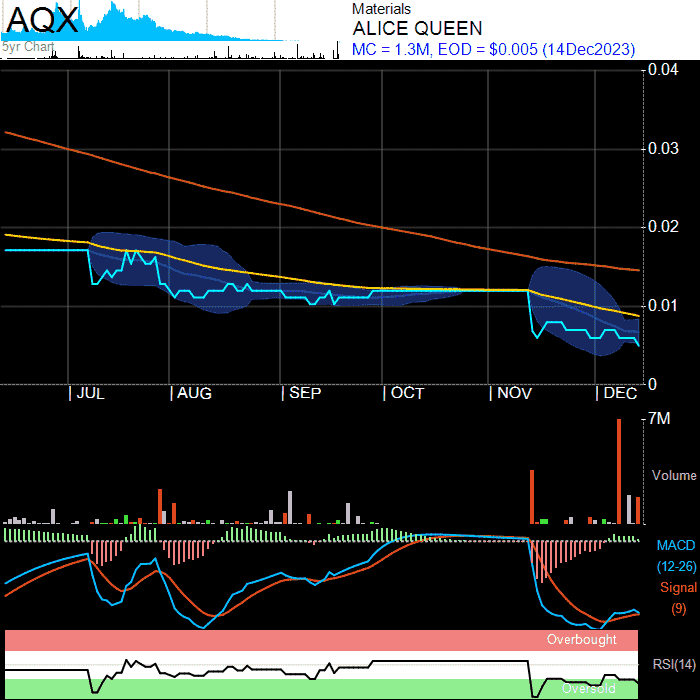 AQX
5yr Chart
Materials
ALICE QUEEN
MC = 1.3M, EOD = $0.005 (14Dec2023)
0.04
0.03
0.02
0.01
0
JUL
AUG
SEP
OCT
NOV
DEC
7M
Volume
MACD
(12-26)
Signal
(9)
Overbought
RSI(14)
Oversold